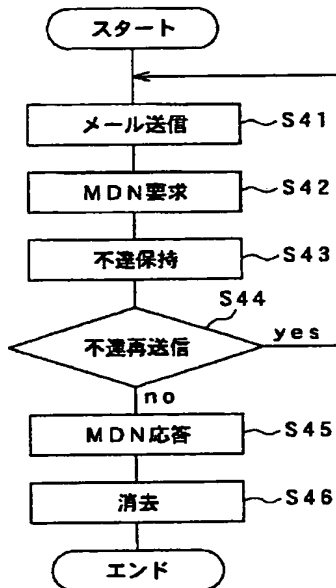 スタート
メール送信 S41
MDN要求 S42
不達保持 S43
S44
不達再送信 yes
no
MDN応答 S45
消去 S46
エンド